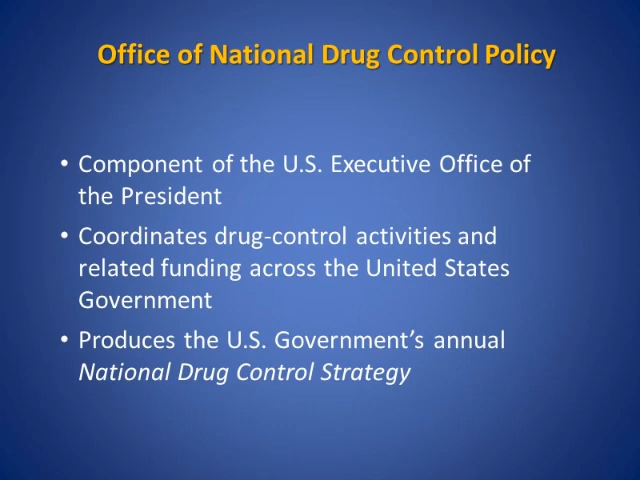 Office of National Drug Control Policy
• Component of the U.S. Executive Office of
the President
• Coordinates drug-control activities and
related funding across the United States
Government
• Produces the U.S. Government’s annual
National Drug Control Strategy